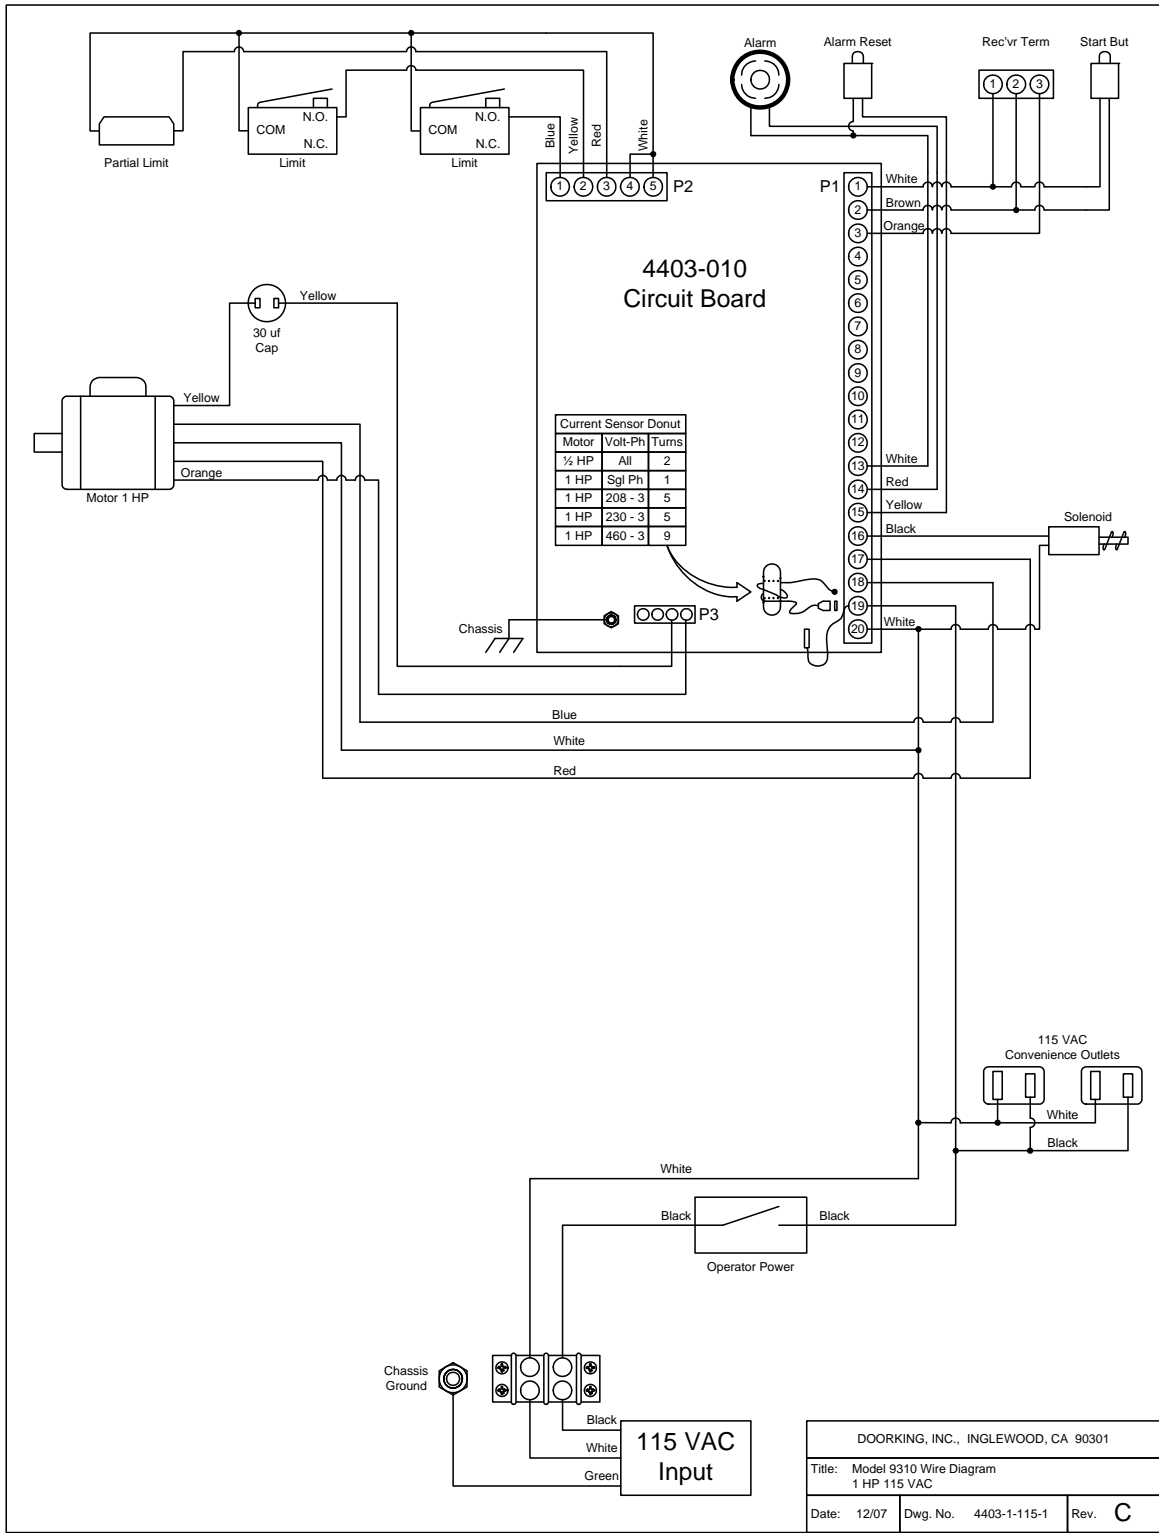 Alarm
Alarm Reset
Rec'vr Term
Start But
1 2 3
N.O.
COM
N.C.
N.O.
COM
N.C.
Partial Limit
Limit
Limit
Blue
Yellow
Red
White
1 2 3 4 5
P2
P1
1
White
2
Brown
3
Orange
4
5
6
7
8
9
10
11
12
13
White
14
Red
15
Yellow
16
Black
17
18
19
20
White
Solenoid
4403-010
Circuit Board
Yellow
30 uf
Cap
Yellow
Orange
Motor 1 HP
Current Sensor Donut
Motor Volt-Ph Turns
½ HP All 2
1 HP Sgl Ph 1
1 HP 208 - 3 5
1 HP 230 - 3 5
1 HP 460 - 3 9
P3
Chassis
Blue
White
Red
115 VAC
Convenience Outlets
White
Black
White
Black
Black
Operator Power
Chassis
Ground
Black
White
Green
115 VAC
Input
DOORKING, INC., INGLEWOOD, CA 90301
Title: Model 9310 Wire Diagram
1 HP 115 VAC
Date: 12/07 Dwg. No. 4403-1-115-1 Rev. C